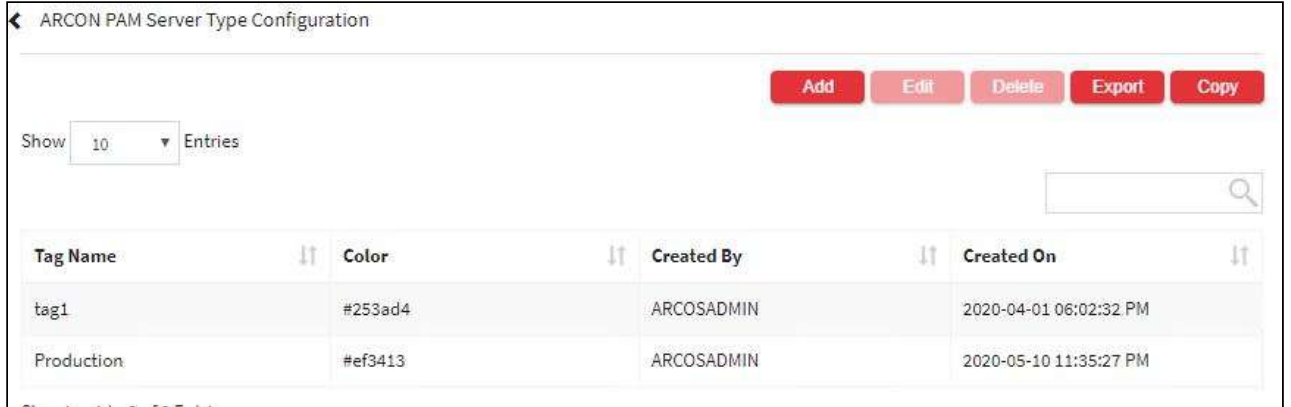 ARCON PAM Server Type Configuration
Add Edit Delete Export Copy
Show 10 Entries
Tag Name Color Created By Created On
tag1 #253ad4 ARCOSADMIN 2020-04-01 06:02:32 PM
Production #ef3413 ARCOSADMIN 2020-05-10 11:35:27 PM